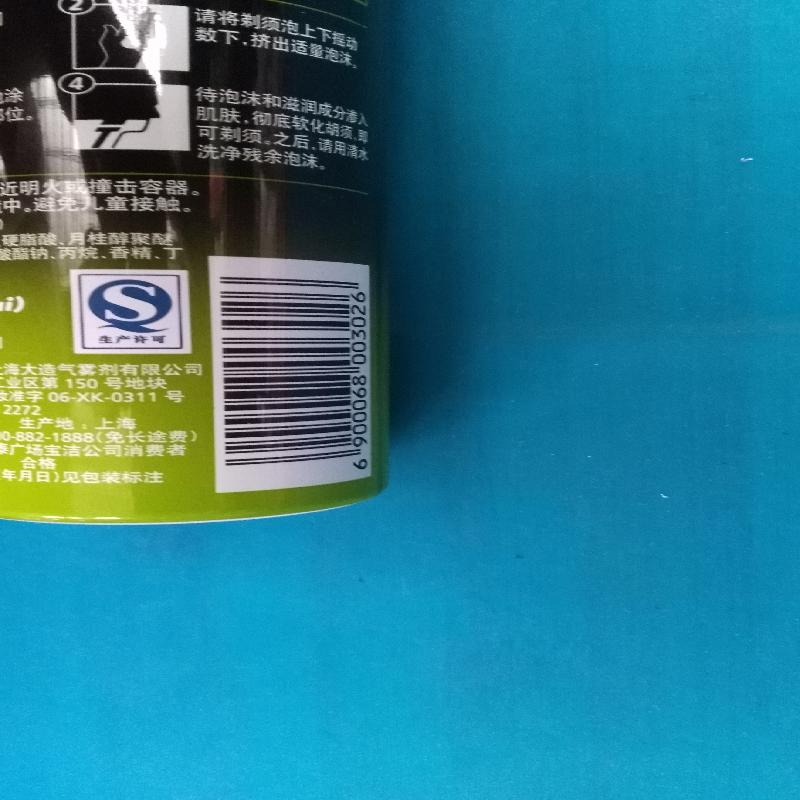 2
请将剃须泡上下摇动
数下，挤出适量泡沫。
涂
位。
4
待泡沫和滋润成分渗入
肌肤，彻底软化胡须，即
可剃须。之后，请用清水
洗净残余泡沫。
近明火或撞击容器。
中。避免儿童接触。
硬脂酸、月桂醇聚醚
酸酯钠、丙烷、香精、丁
S
生产许可
海大造气雾剂有限公司
工业区第 150 号地块
准字 06-XK-0311 号
2272
生产地：上海
0-882-1888(免长途费)
广场宝洁公司消费者
合格
年月日)见包装标注
6 900068 003026